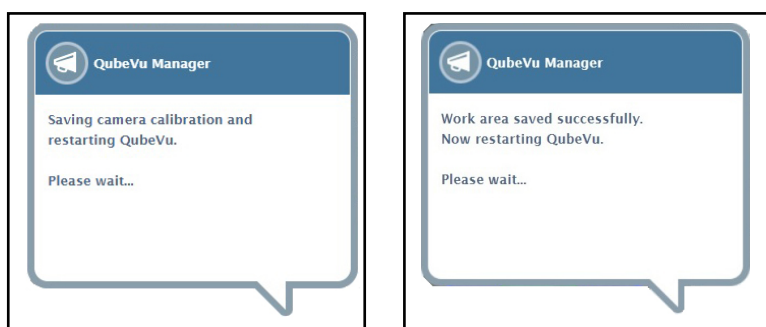 QubeVu Manager
Saving camera calibration and
restarting QubeVu.
Please wait...
QubeVu Manager
Work area saved successfully.
Now restarting QubeVu.
Please wait...